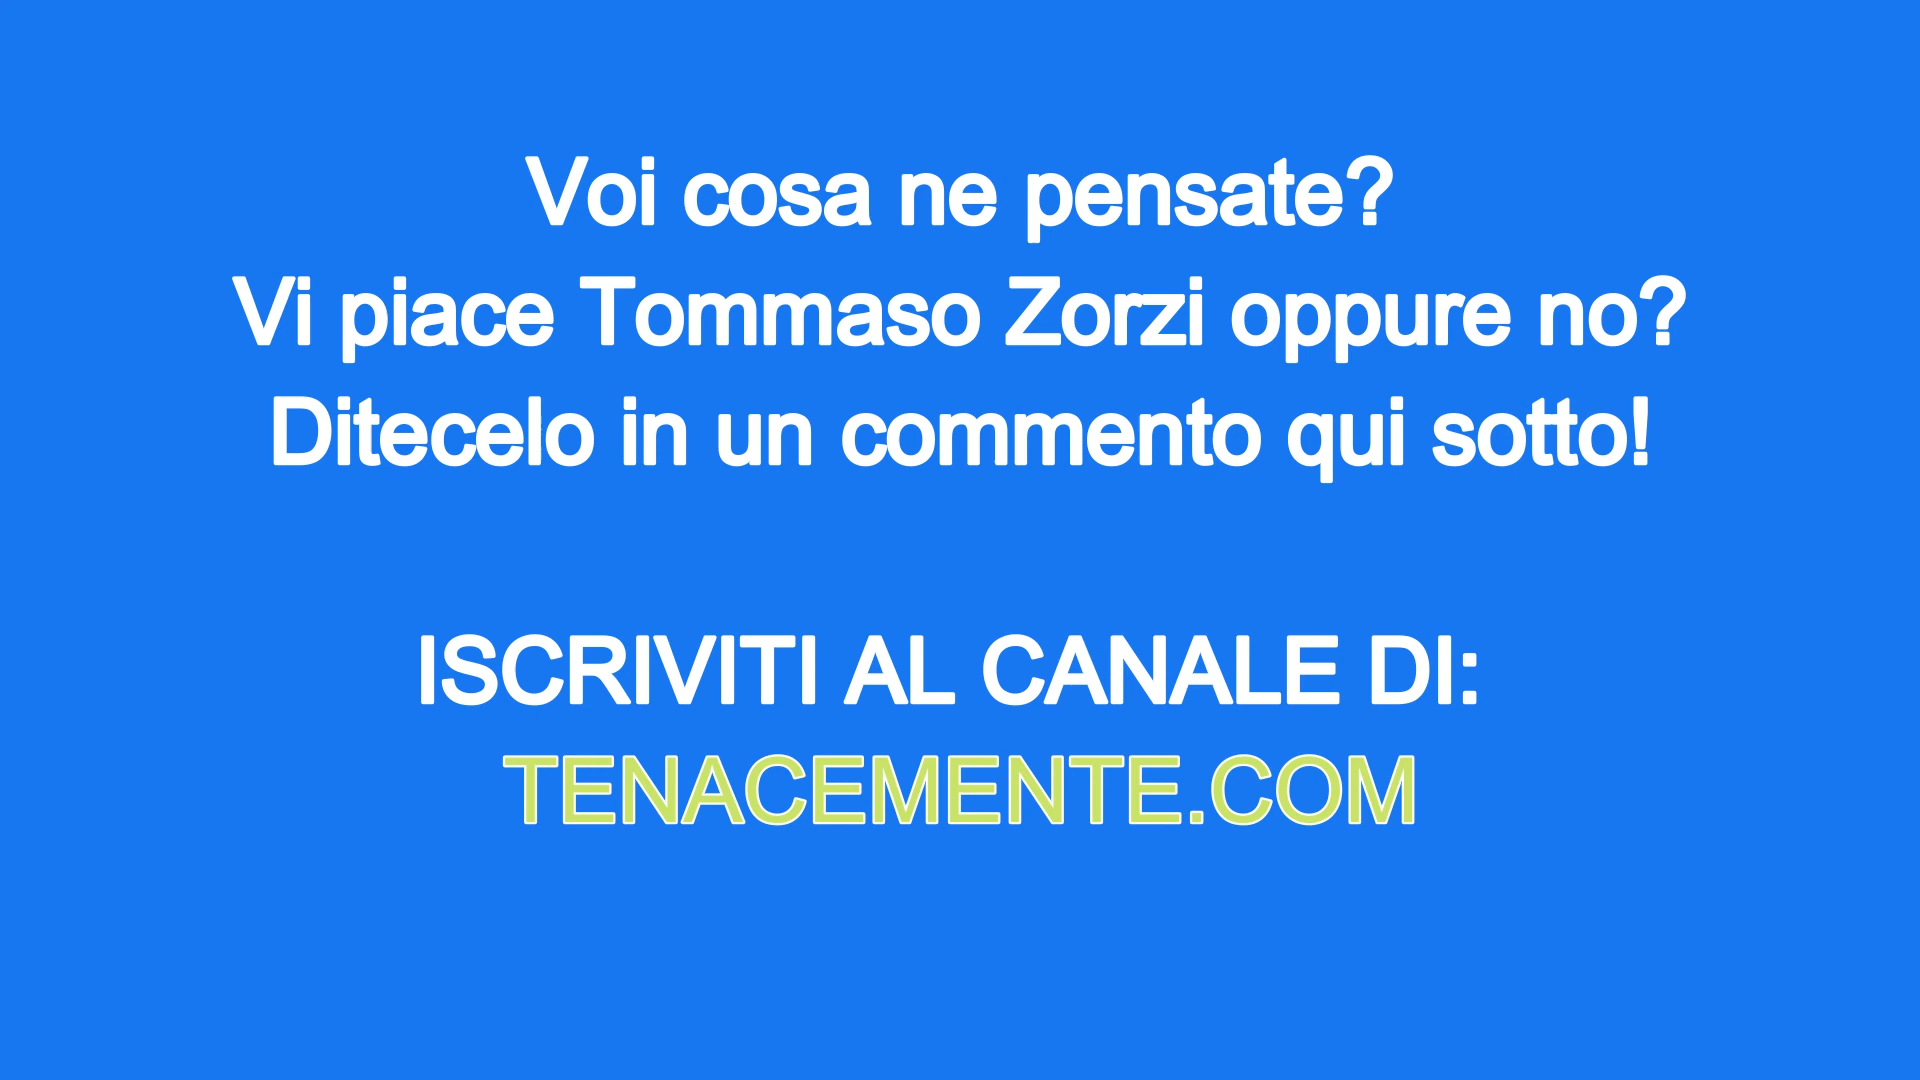 Voi cosa ne pensate?
Vi piace Tommaso Zorzi oppure no?
Ditecelo in un commento qui sotto!
ISCRIVITI AL CANALE DI:
TENACEMENTE.COM